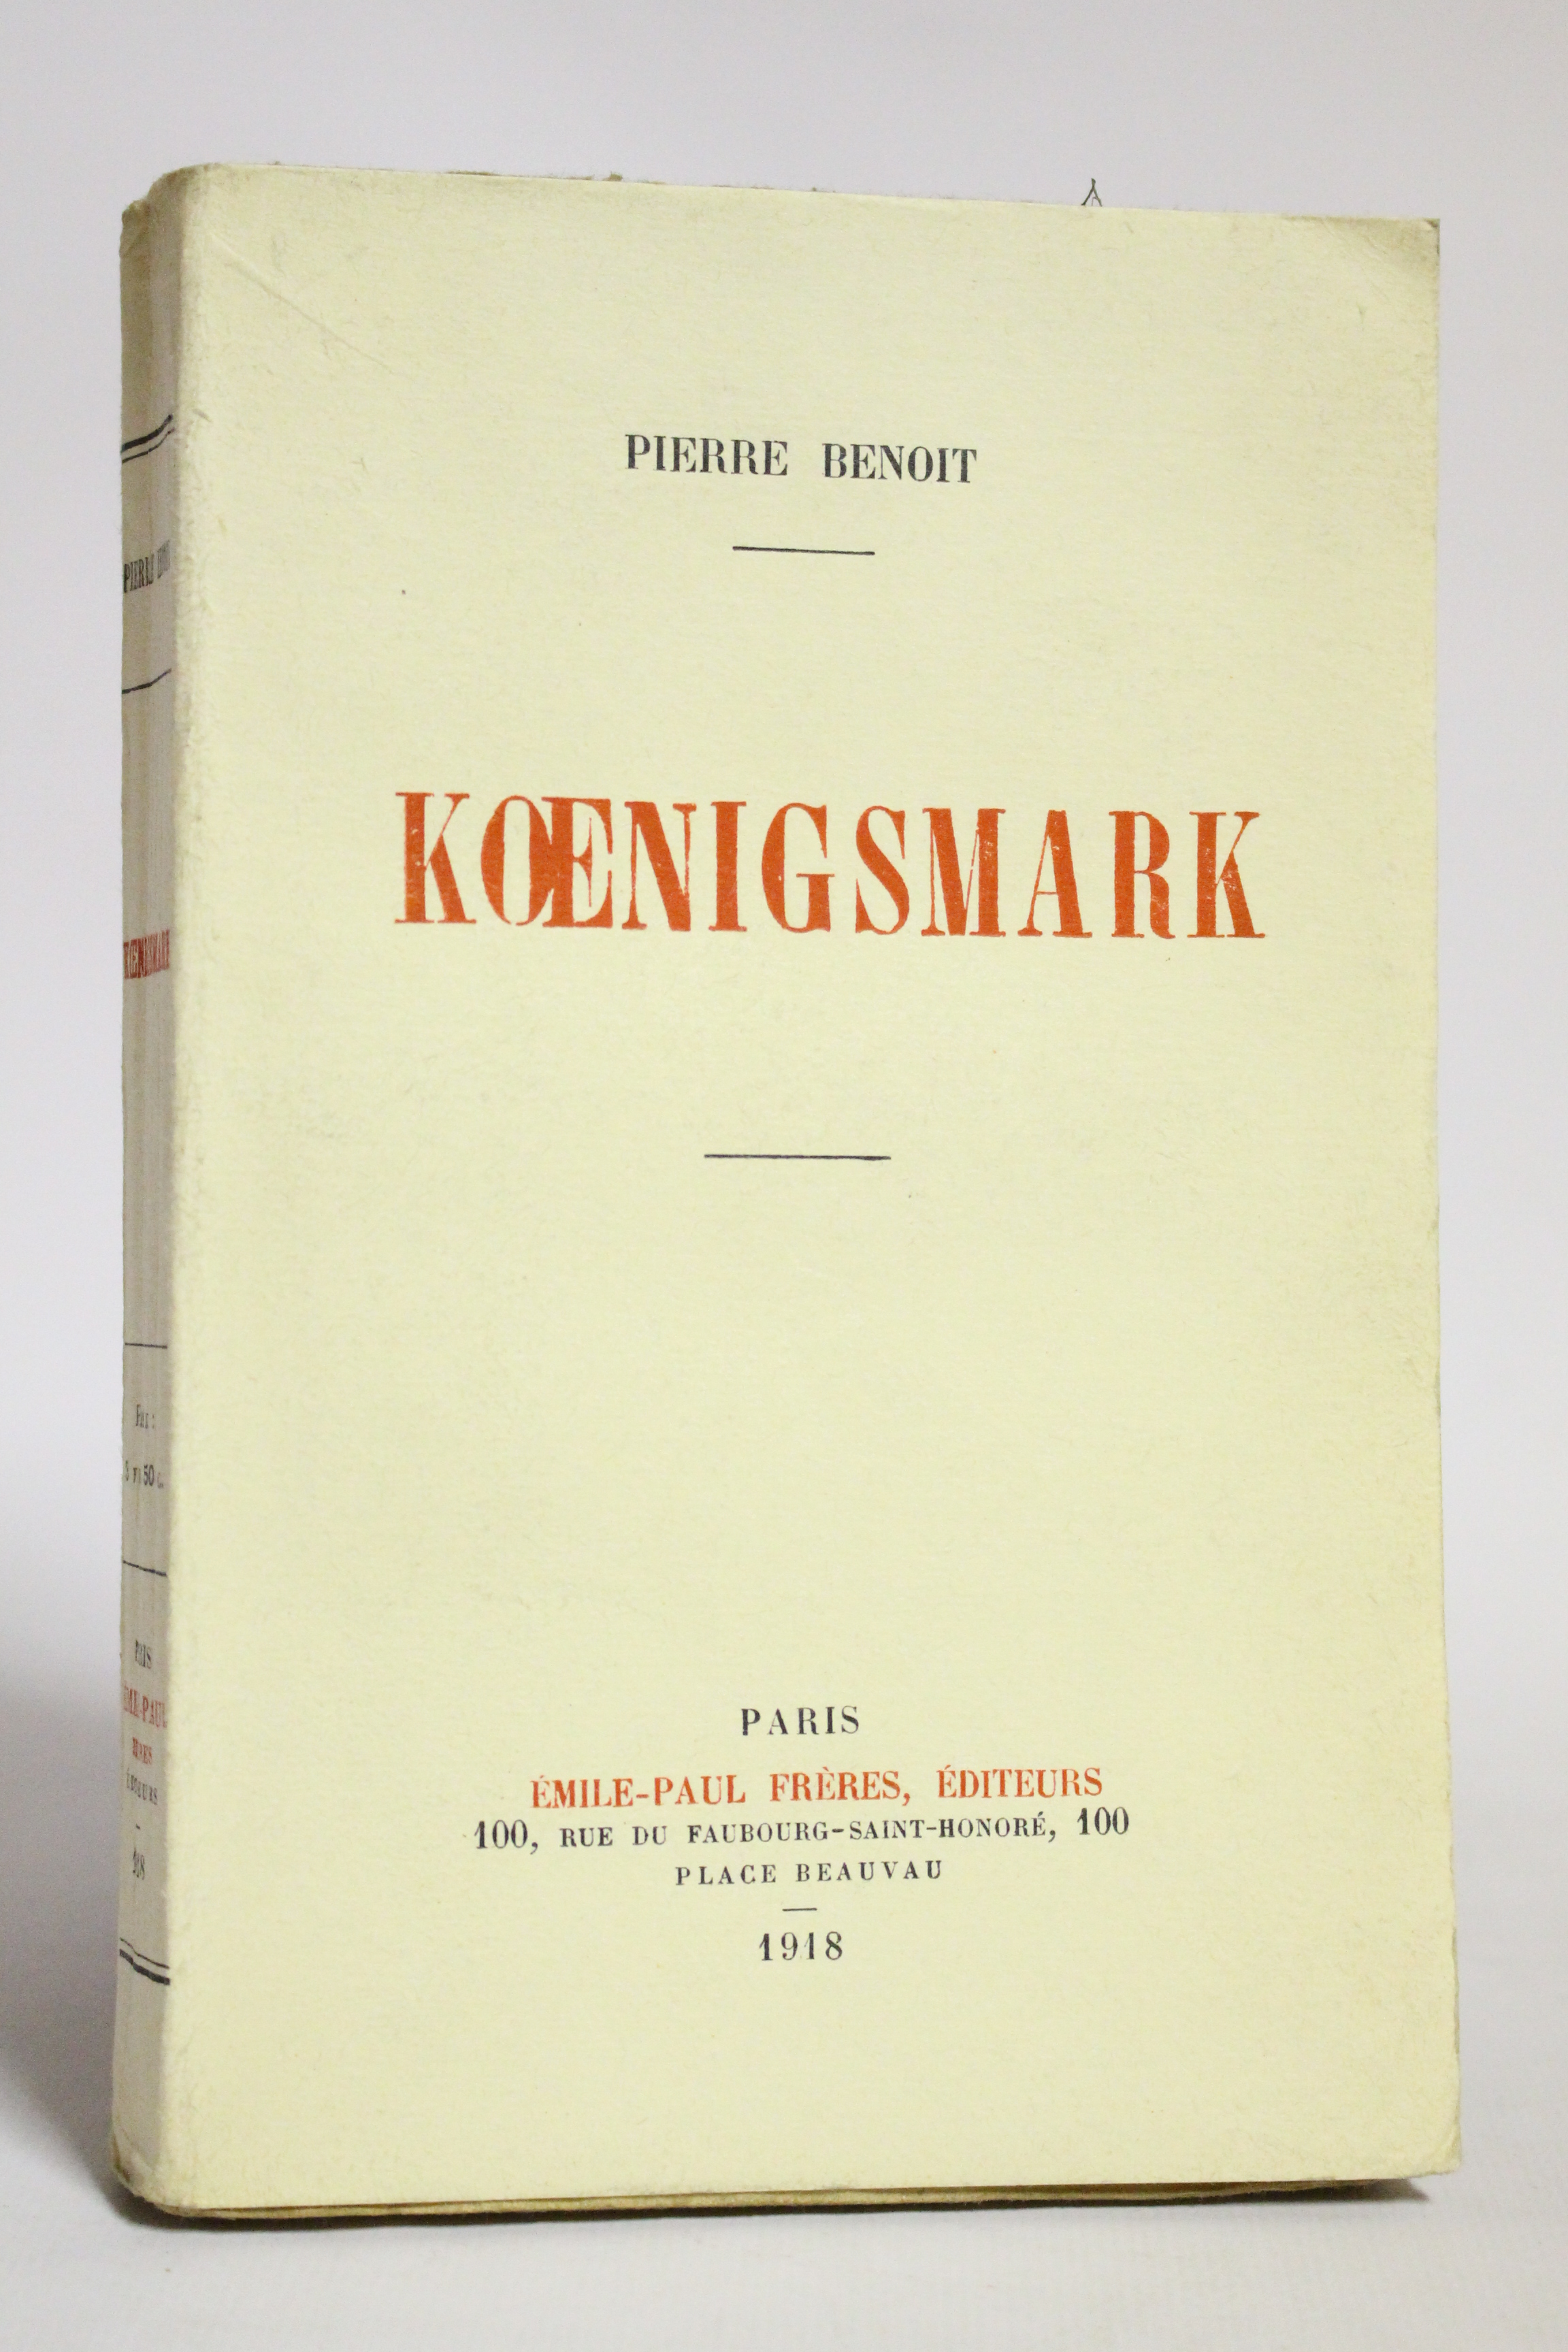 PIERRE BENOIT
KŒNIGSMARK
PARIS
ÉMILE-PAUL FRÈRES, ÉDITEURS
100, RUE DU FAUBOURG-SAINT-HONORÉ, 100
PLACE BEAUVAU
1918